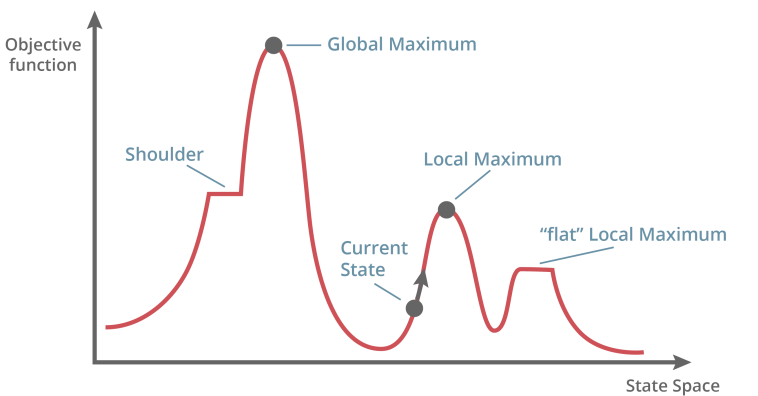 Objective
function
Global Maximum
Shoulder
Local Maximum
“flat” Local Maximum
Current
State
State Space